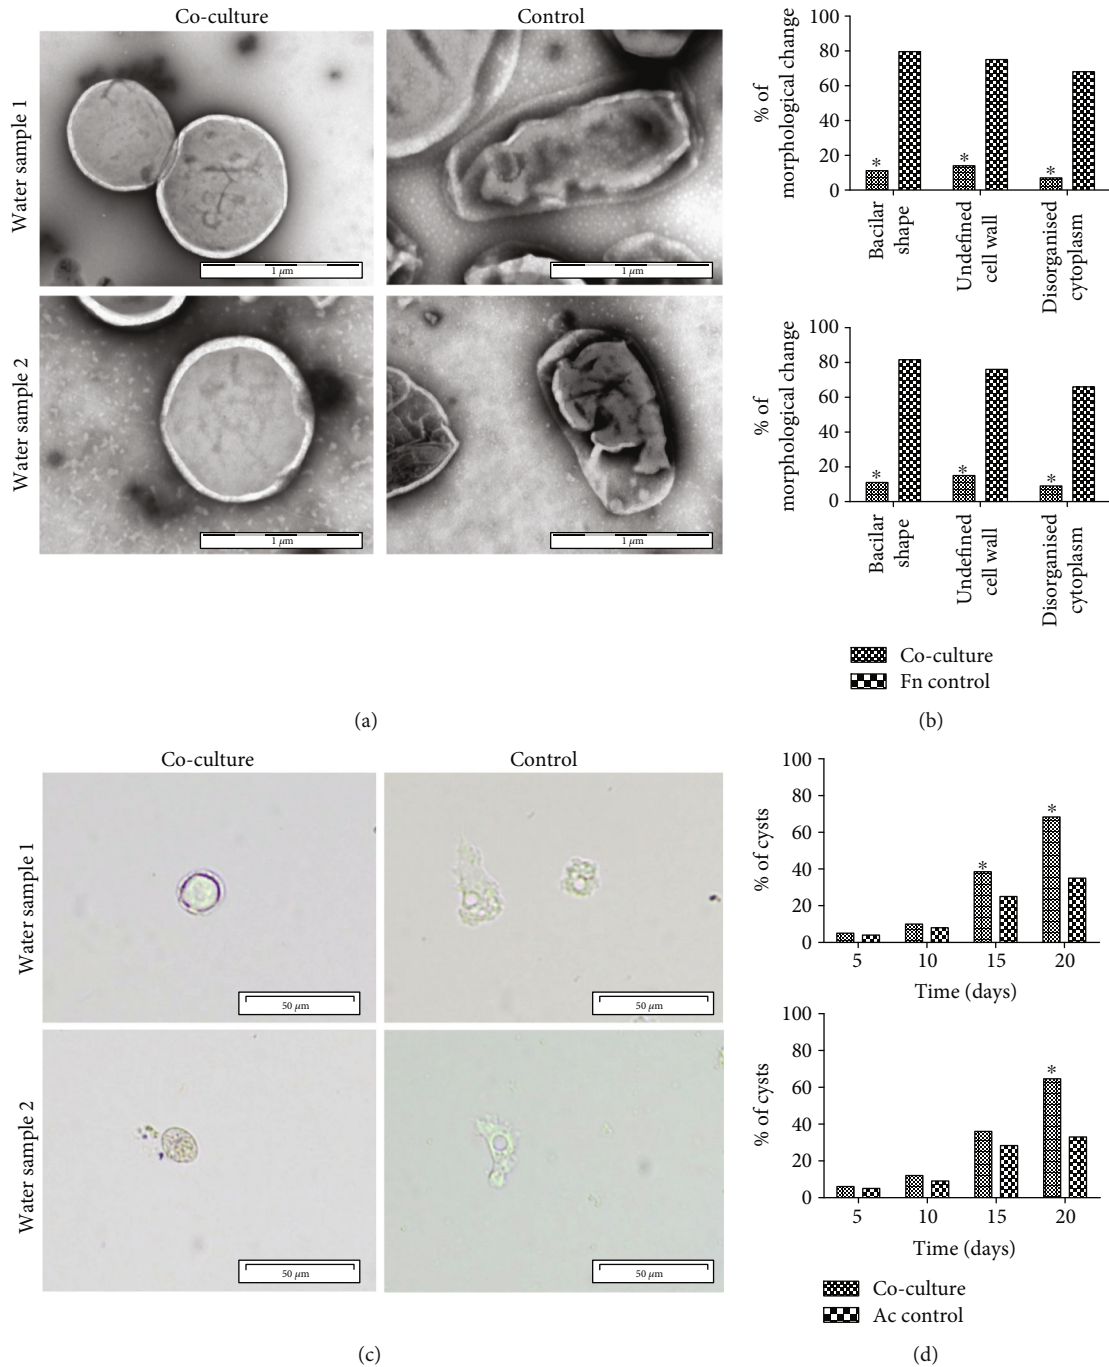 Co-culture
Control
Water sample 1
1 μm
1 μm
Water sample 2
1 μm
1 μm
(a)
100
80
60
40
20
0
% of
morphological change
*
*
*
Bacilar
shape
Undefined
cell wall
Disorganised
cytoplasm
100
80
60
40
20
0
% of
morphological change
*
*
*
Bacilar
shape
Undefined
cell wall
Disorganised
cytoplasm
Co-culture
Fn control
(b)
Co-culture
Control
Water sample 1
50 μm
50 μm
Water sample 2
50 μm
50 μm
(c)
100
80
60
40
20
0
% of cysts
*
*
5 10 15 20
Time (days)
100
80
60
40
20
0
% of cysts
*
5 10 15 20
Time (days)
Co-culture
Ac control
(d)